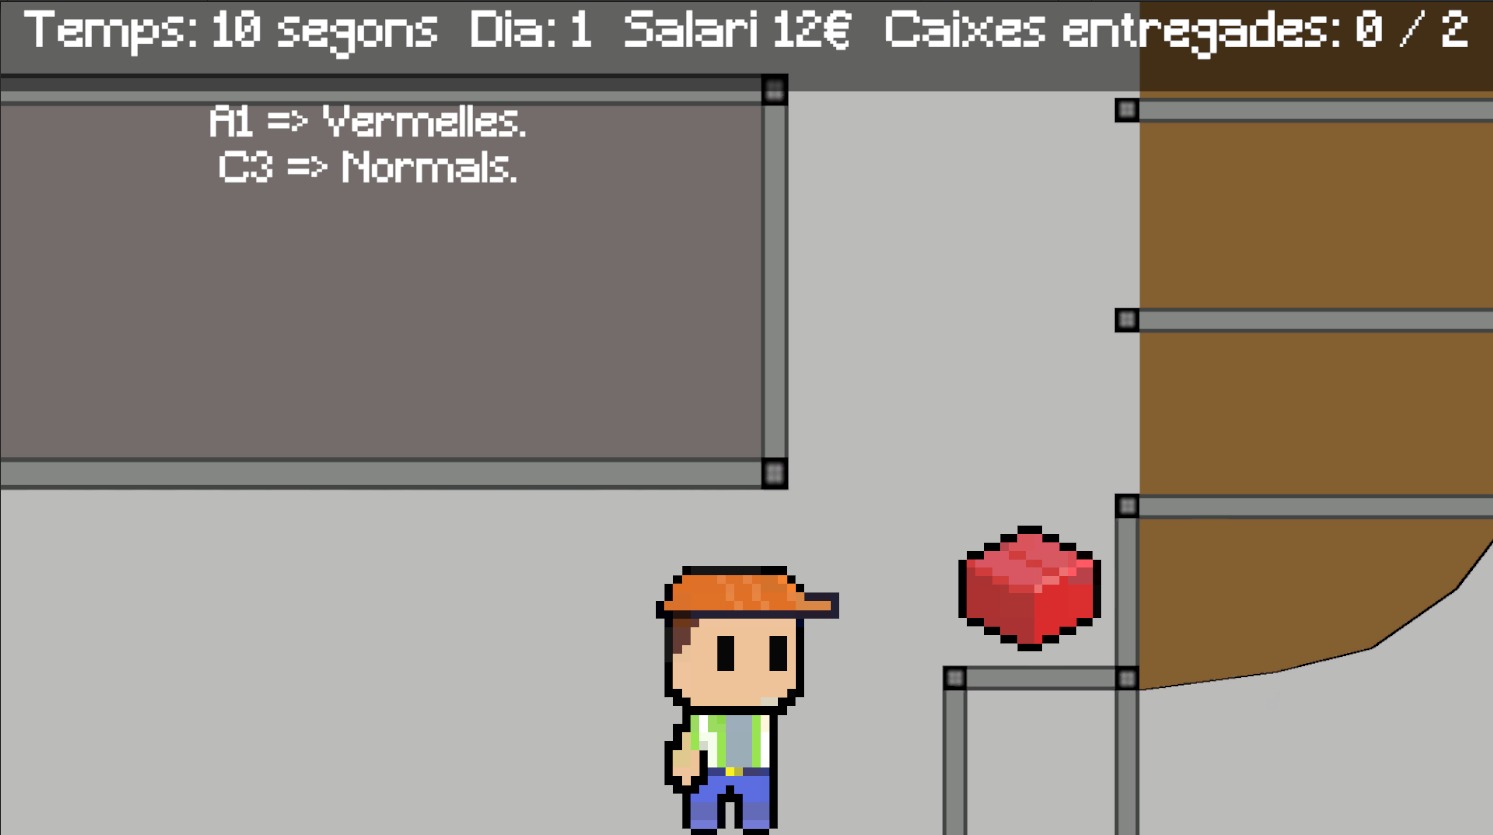 Temps: 10 segons Dia: 1 Salari 12€ Caixes entregades: 0 / 2
A1 => Vermelles.
C3 => Normals.